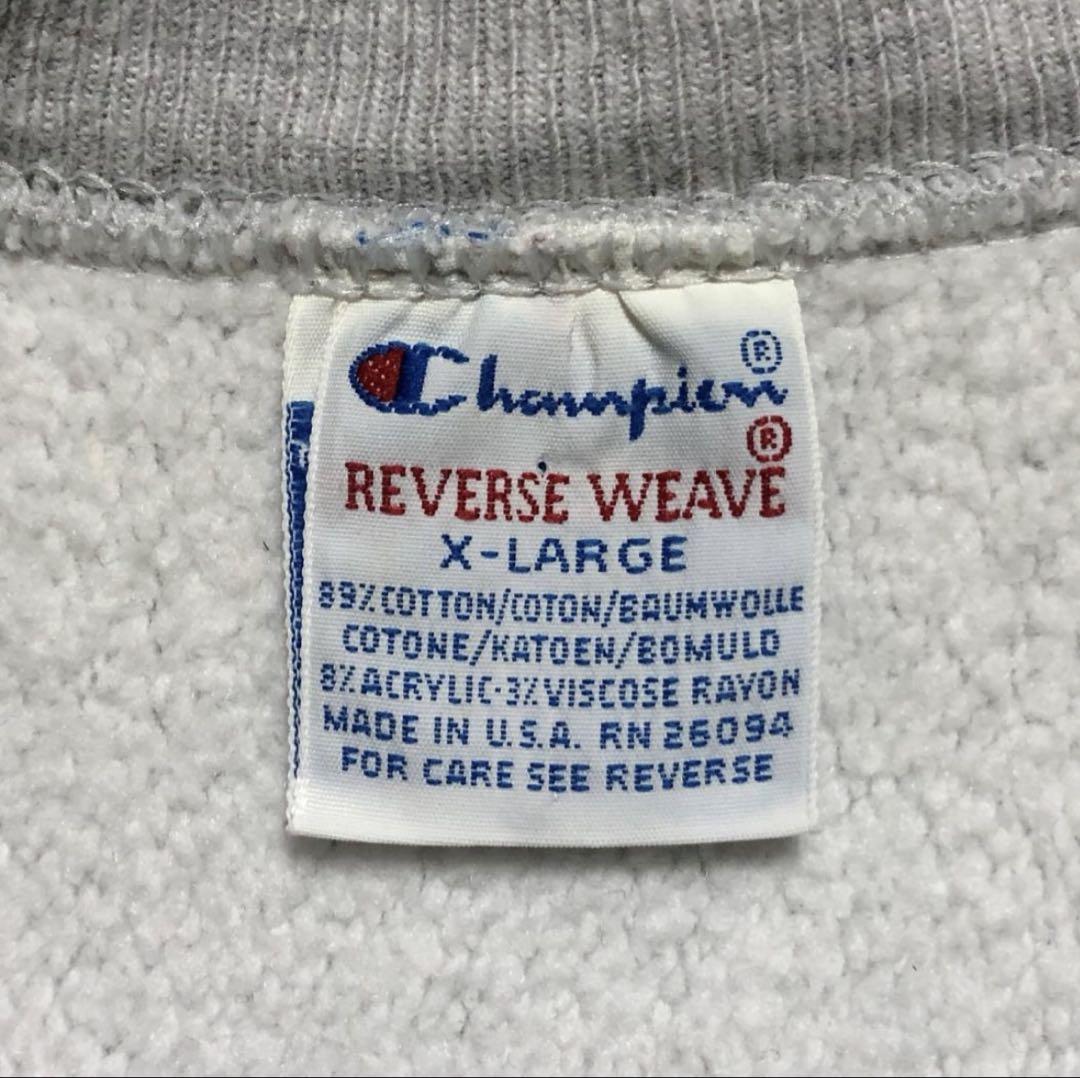 Champion®
REVERSE WEAVE®
X-LARGE
89% COTTON/COTON/BAUMWOLLE
COTONE/KATOEN/BOMULD
8% ACRYLIC·3% VISCOSE RAYON
MADE IN U.S.A. RN 26094
FOR CARE SEE REVERSE